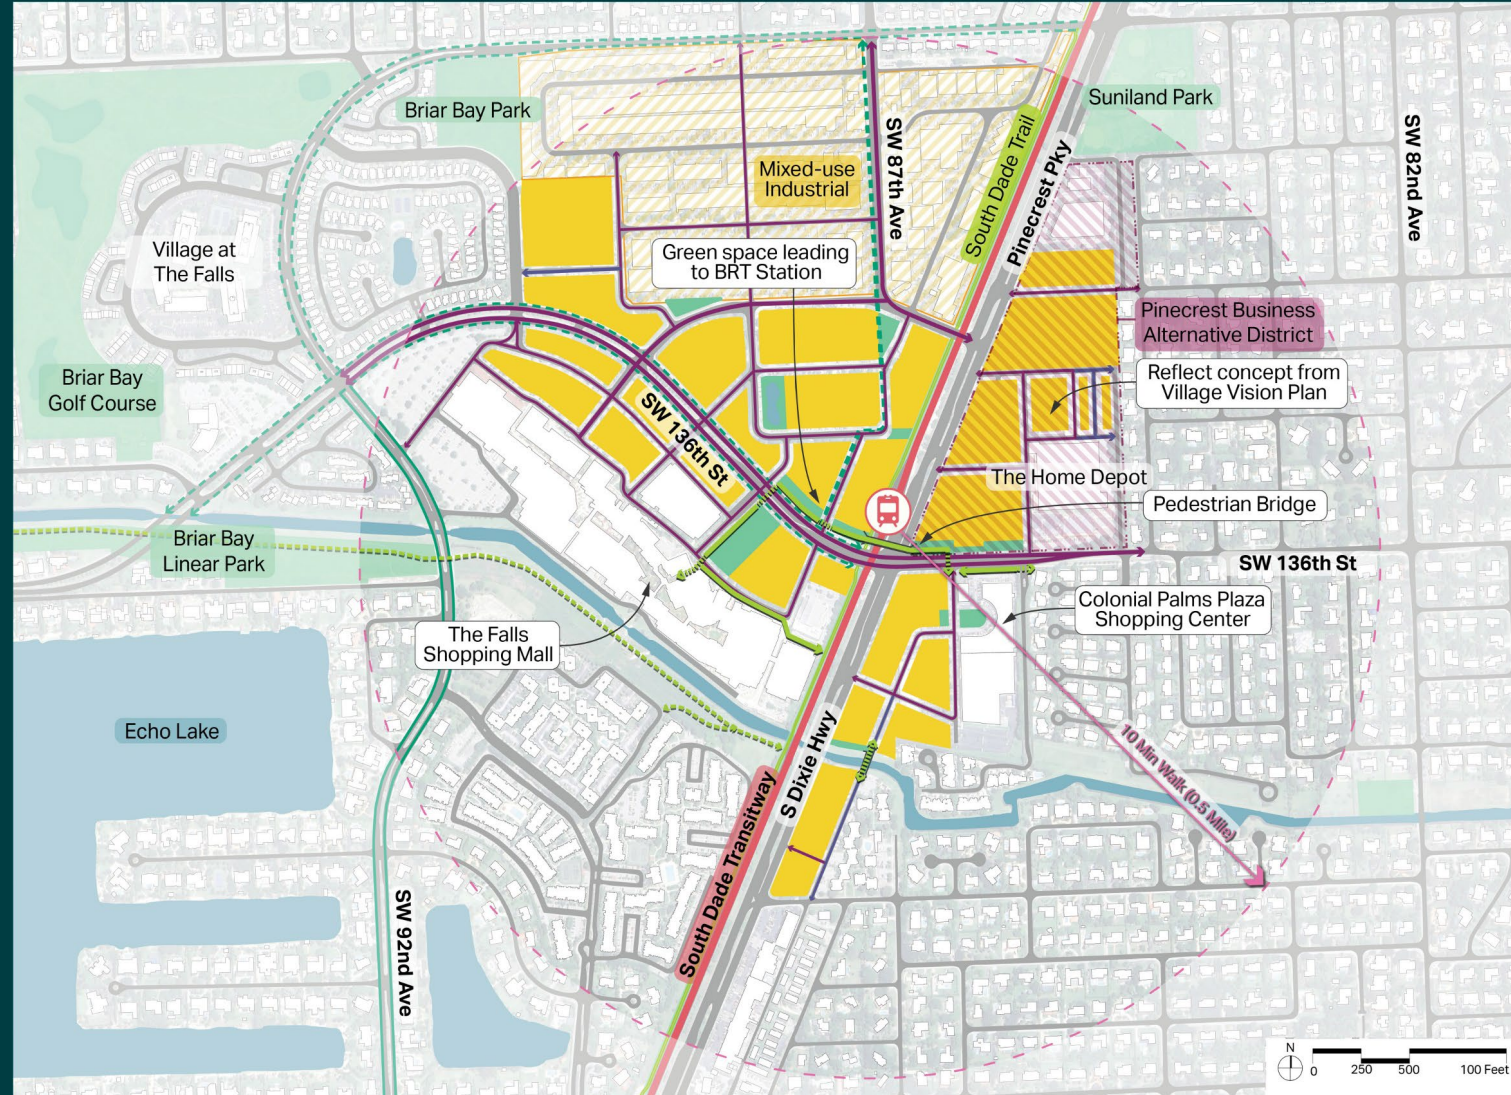 Briar Bay Park
Suniland Park
SW 87th Ave
SW 82nd Ave
South Dade Trail
Pinecrest Pky
Mixed-use
Industrial
Village at
The Falls
Green space leading
to BRT Station
Pinecrest Business
Alternative District
Reflect concept from
Village Vision Plan
Briar Bay
Golf Course
SW 136th St
The Home Depot
Pedestrian Bridge
Briar Bay
Linear Park
SW 136th St
Colonial Palms Plaza
Shopping Center
The Falls
Shopping Mall
Echo Lake
10 Min Walk (0.5 Mile)
S Dixie Hwy
South Dade Transitway
SW 92nd Ave
N
0 250 500 100 Feet